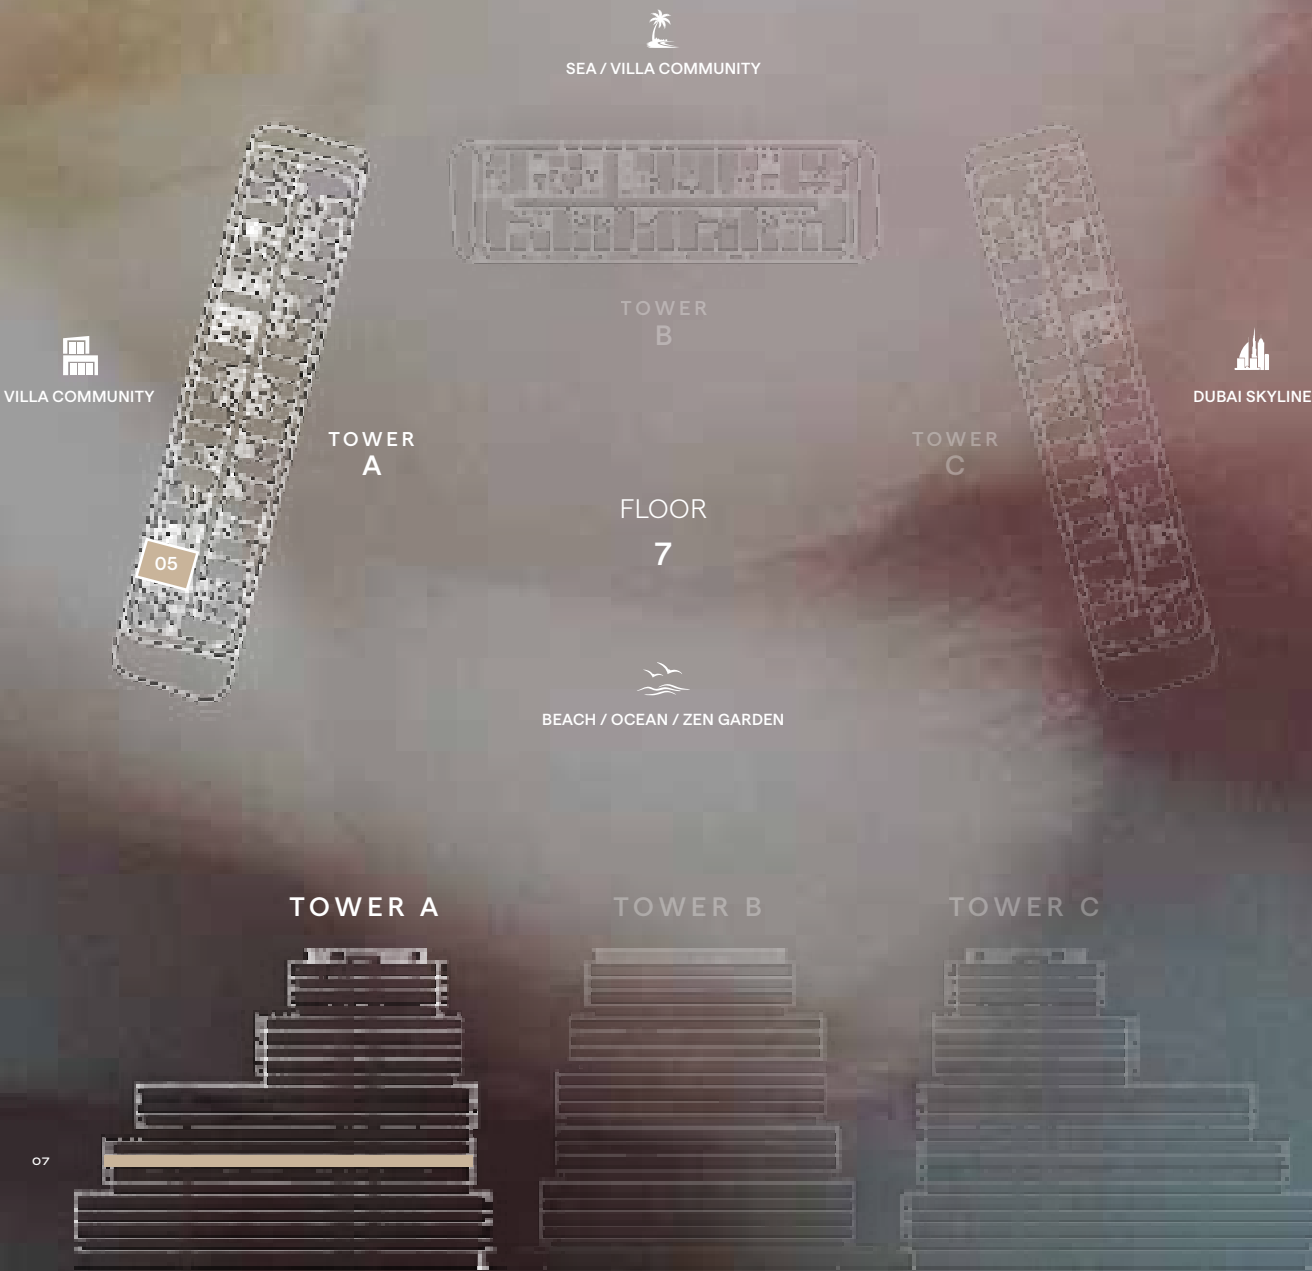 SEA / VILLA COMMUNITY
TOWER
B
VILLA COMMUNITY
DUBAI SKYLINE
TOWER
A
TOWER
C
FLOOR
7
05
BEACH / OCEAN / ZEN GARDEN
TOWER A
TOWER B
TOWER C
07